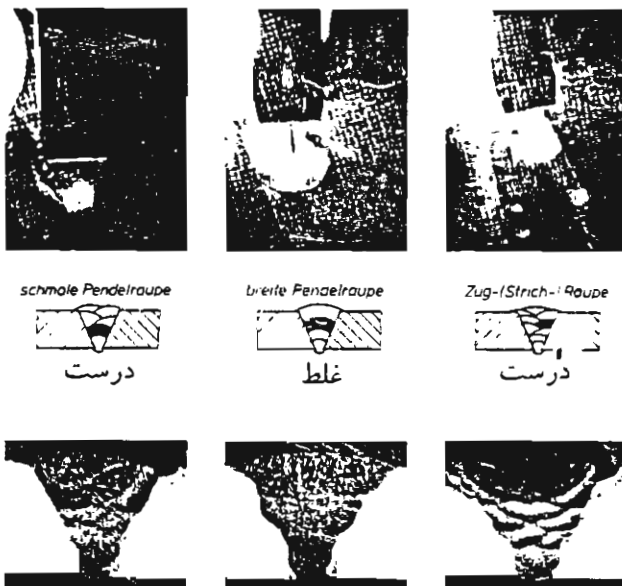 schmale Pendelraupe
breite Pendelraupe
Zug-(Strich-)Raupe
درست
غلط
درست